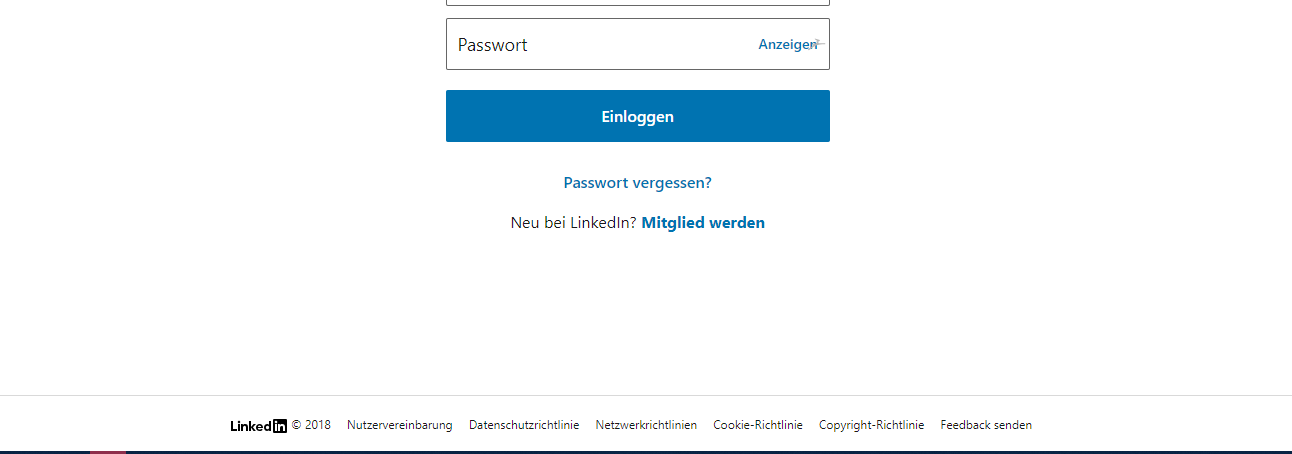 Passwort Anzeigen
Einloggen
Passwort vergessen?
Neu bei LinkedIn? Mitglied werden
LinkedIn © 2018 Nutzervereinbarung Datenschutzrichtlinie Netzwerkrichtlinien Cookie-Richtlinie Copyright-Richtlinie Feedback senden